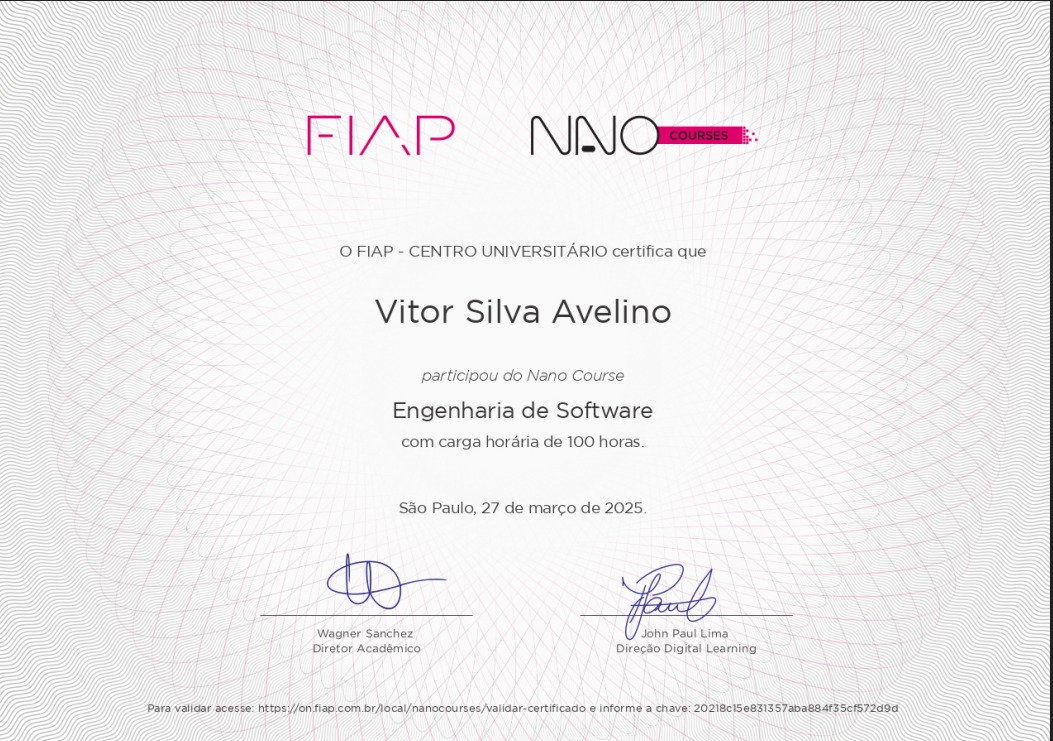 FIAP NANO COURSES
O FIAP - CENTRO UNIVERSITÁRIO certifica que
Vitor Silva Avelino
participou do Nano Course
Engenharia de Software
com carga horária de 100 horas.
São Paulo, 27 de março de 2025.
Wagner Sanchez
Diretor Acadêmico
John Paul Lima
Direção Digital Learning
Para validar acesse: https://on.fiap.com.br/local/nanocourses/validar-certificado e informe a chave: 20218c15e831357aba884f35cf572d9d